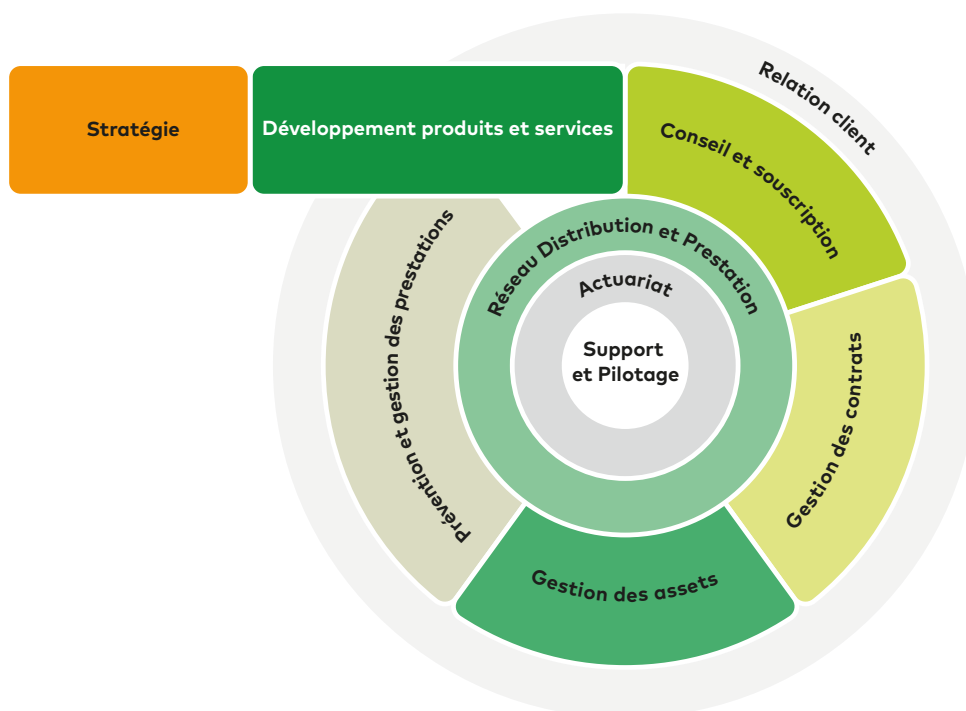 Stratégie
Développement produits et services
Relation client
Conseil et souscription
Réseau Distribution et Prestation
Actuariat
Support
et Pilotage
Prévention et gestion des prestations
Gestion des contrats
Gestion des assets